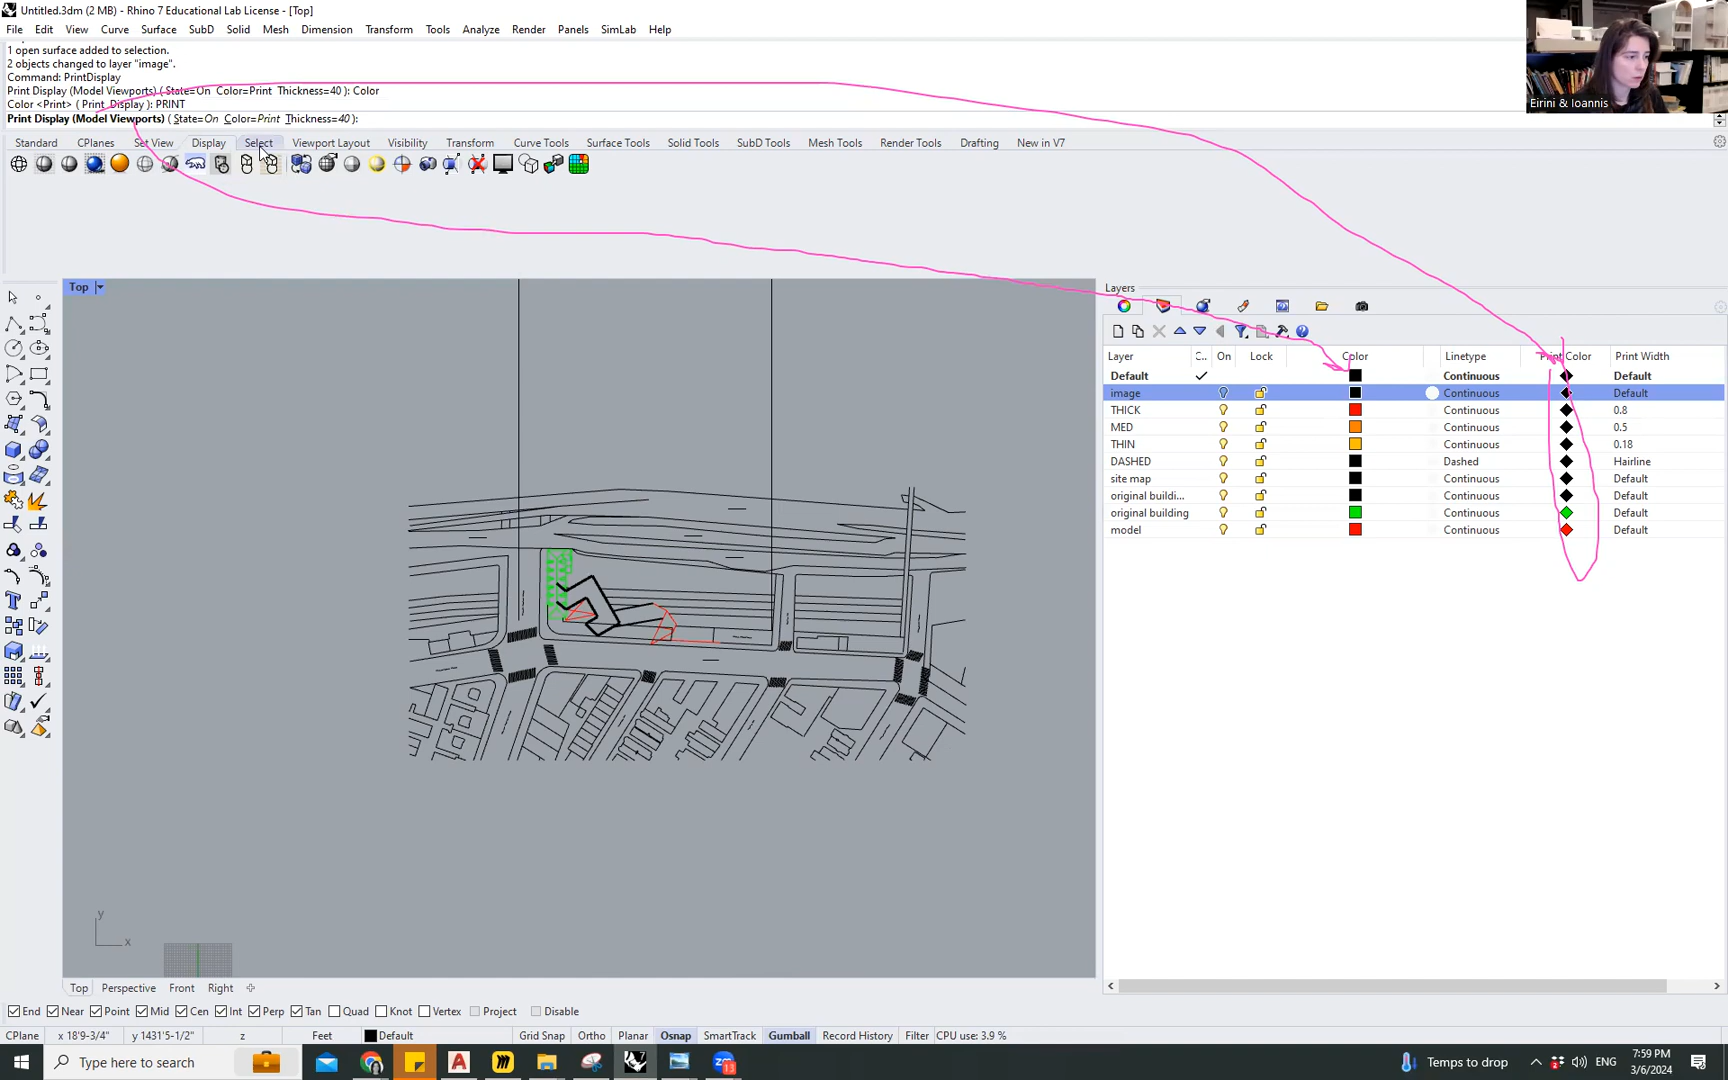 Untitled.3dm (2 MB) - Rhino 7 Educational Lab License - [Top]
File Edit View Curve Surface SubD Solid Mesh Dimension Transform Tools Analyze Render Panels SimLab Help
1 open surface added to selection.
2 objects changed to layer "image".
Command: PrintDisplay
Print Display (Model Viewports) ( State=On Color=Print Thickness=40 ): Color
Color <Print> ( Print Display ): PRINT
Print Display (Model Viewports) ( State=On Color=Print Thickness=40 ):
Eirini & Ioannis
Standard CPlanes Set View Display Select Viewport Layout Visibility Transform Curve Tools Surface Tools Solid Tools SubD Tools Mesh Tools Render Tools Drafting New in V7
Top
Layers
Layer C.. On Lock Color Linetype Print Color Print Width
Default Continuous Default
image Continuous Default
THICK Continuous 0.8
MED Continuous 0.5
THIN Continuous 0.18
DASHED Dashed Hairline
site map Continuous Default
original buildi... Continuous Default
original building Continuous Default
model Continuous Default
y
x
Top Perspective Front Right
End Near Point Mid Cen Int Perp Tan Quad Knot Vertex Project Disable
CPlane x 18'9-3/4" y 1431'5-1/2" z Feet Default Grid Snap Ortho Planar Osnap SmartTrack Gumball Record History Filter CPU use: 3.9 %
Type here to search
Temps to drop
ENG
7:59 PM
3/6/2024